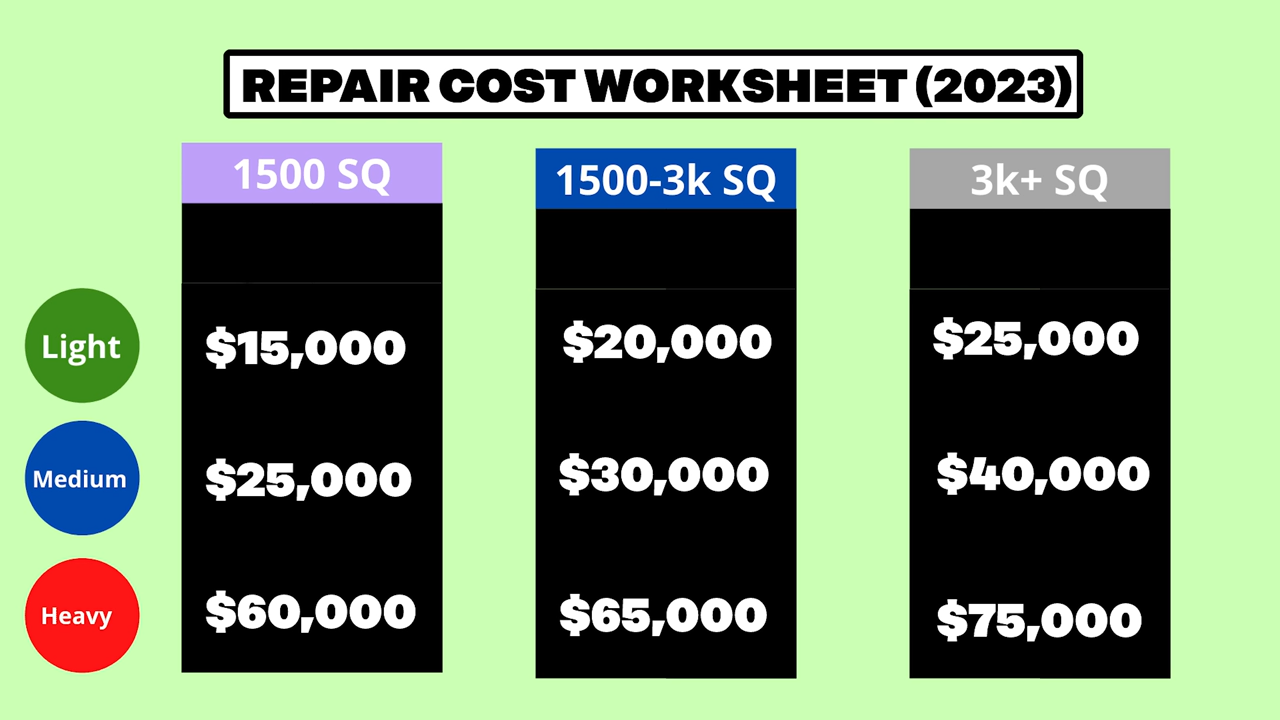 REPAIR COST WORKSHEET (2023)
1500 SQ
1500-3k SQ
3k+ SQ
Light
$15,000
$20,000
$25,000
Medium
$25,000
$30,000
$40,000
Heavy
$60,000
$65,000
$75,000